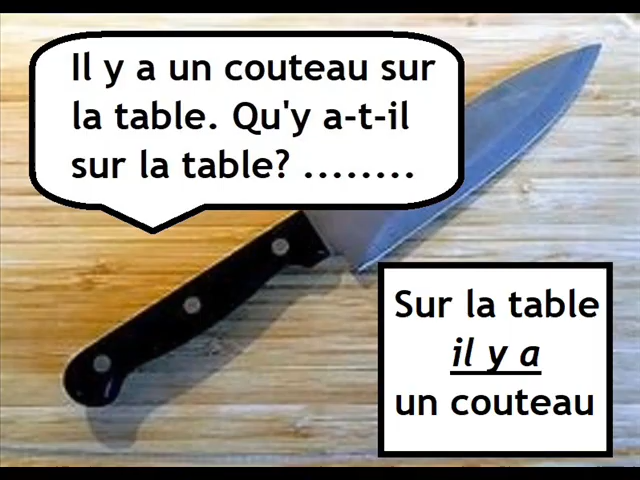 Il y a un couteau sur
la table. Qu'y a-t-il
sur la table? ........
Sur la table
il y a
un couteau